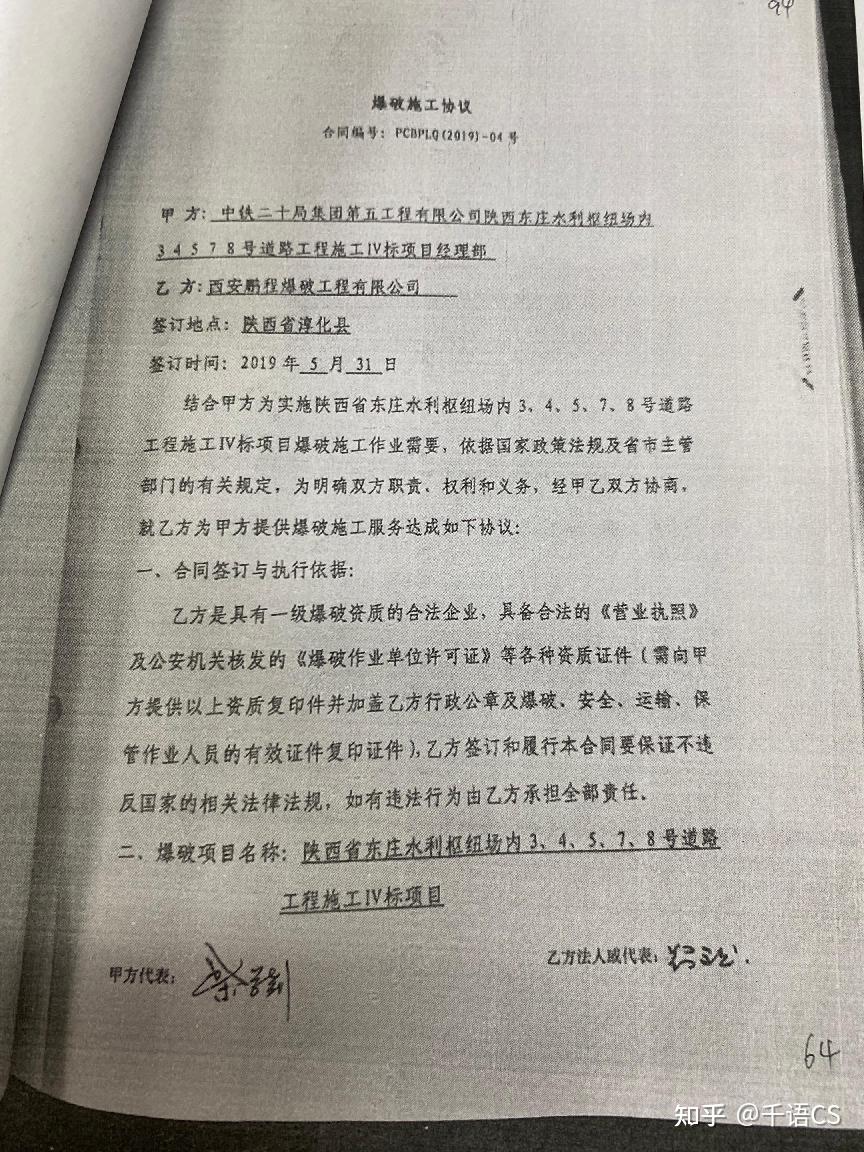 94
爆破施工协议
合同编号：PCBPLQ(2019)-04号
甲 方：中铁二十局集团第五工程有限公司陕西东庄水利枢纽场内
3 4 5 7 8 号道路工程施工IV标项目经理部
乙 方：西安鹏程爆破工程有限公司
签订地点：陕西省淳化县
签订时间：2019 年 5 月 31 日
结合甲方为实施陕西省东庄水利枢纽场内 3、4、5、7、8 号道路
工程施工IV标项目爆破施工作业需要，依据国家政策法规及省市主管
部门的有关规定，为明确双方职责、权利和义务，经甲乙双方协商，
就乙方为甲方提供爆破施工服务达成如下协议：
一、合同签订与执行依据：
乙方是具有一级爆破资质的合法企业，具备合法的《营业执照》
及公安机关核发的《爆破作业单位许可证》等各种资质证件（需向甲
方提供以上资质复印件并加盖乙方行政公章及爆破、安全、运输、保
管作业人员的有效证件复印证件），乙方签订和履行本合同要保证不违
反国家的相关法律法规，如有违法行为由乙方承担全部责任。
二、爆破项目名称：陕西省东庄水利枢纽场内 3、4、5、7、8 号道路
工程施工IV标项目
甲方代表：
乙方法人或代表：
64
知乎 @千语CS